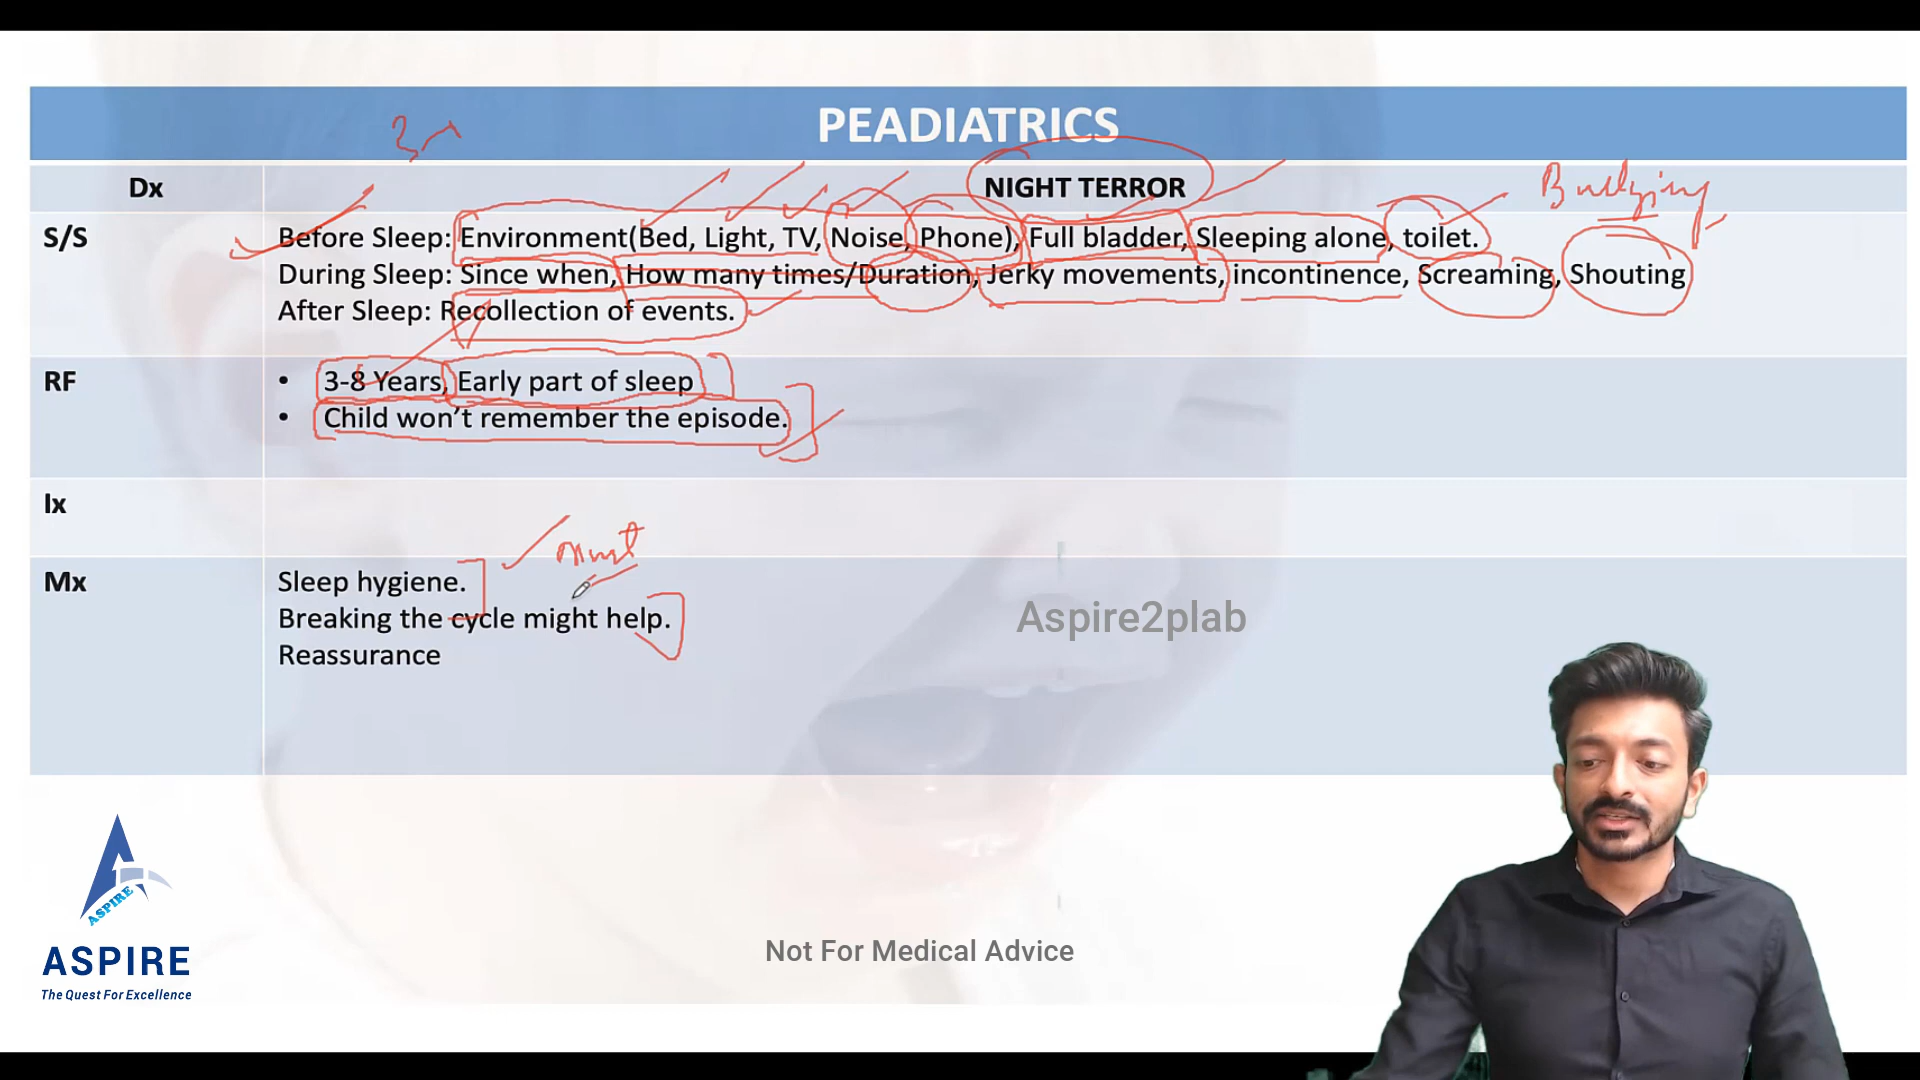 PEADIATRICS
Dx
NIGHT TERROR
Bullying
S/S
Before Sleep: Environment(Bed, Light, TV, Noise, Phone), Full bladder, Sleeping alone, toilet.
During Sleep: Since when, How many times/Duration, Jerky movements, incontinence, Screaming, Shouting
After Sleep: Recollection of events.
RF
• 3-8 Years, Early part of sleep
• Child won't remember the episode.
Ix
Mx
Sleep hygiene.
Breaking the cycle might help.
Reassurance
Aspire2plab
ASPIRE
ASPIRE
The Quest For Excellence
Not For Medical Advice